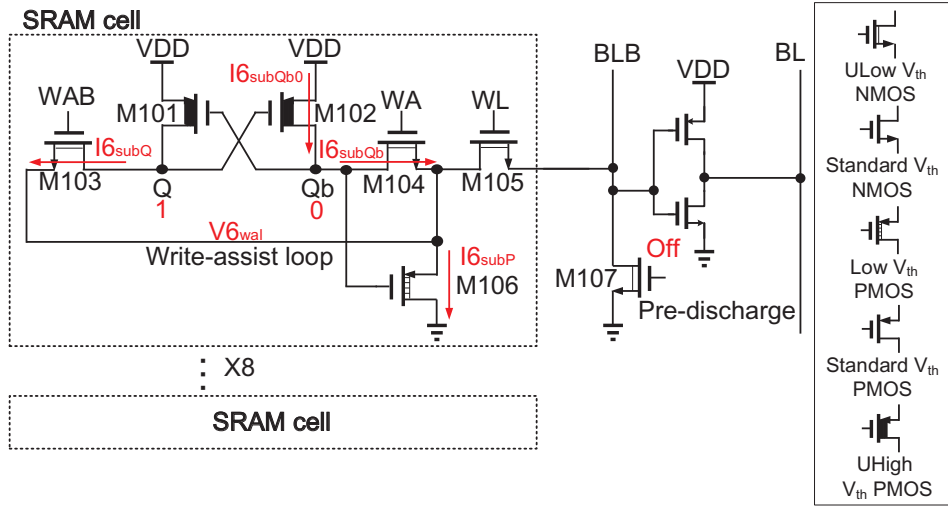 SRAM cell
VDD
VDD
I6subQb0
M101
M102
WAB
WA
WL
I6subQ
I6subQb
M103
M104
M105
Q
Qb
1
0
V6wal
Write-assist loop
I6subP
M106
BLB
VDD
BL
Off
M107
Pre-discharge
X8
SRAM cell
ULow Vth
NMOS
Standard Vth
NMOS
Low Vth
PMOS
Standard Vth
PMOS
UHigh
Vth PMOS